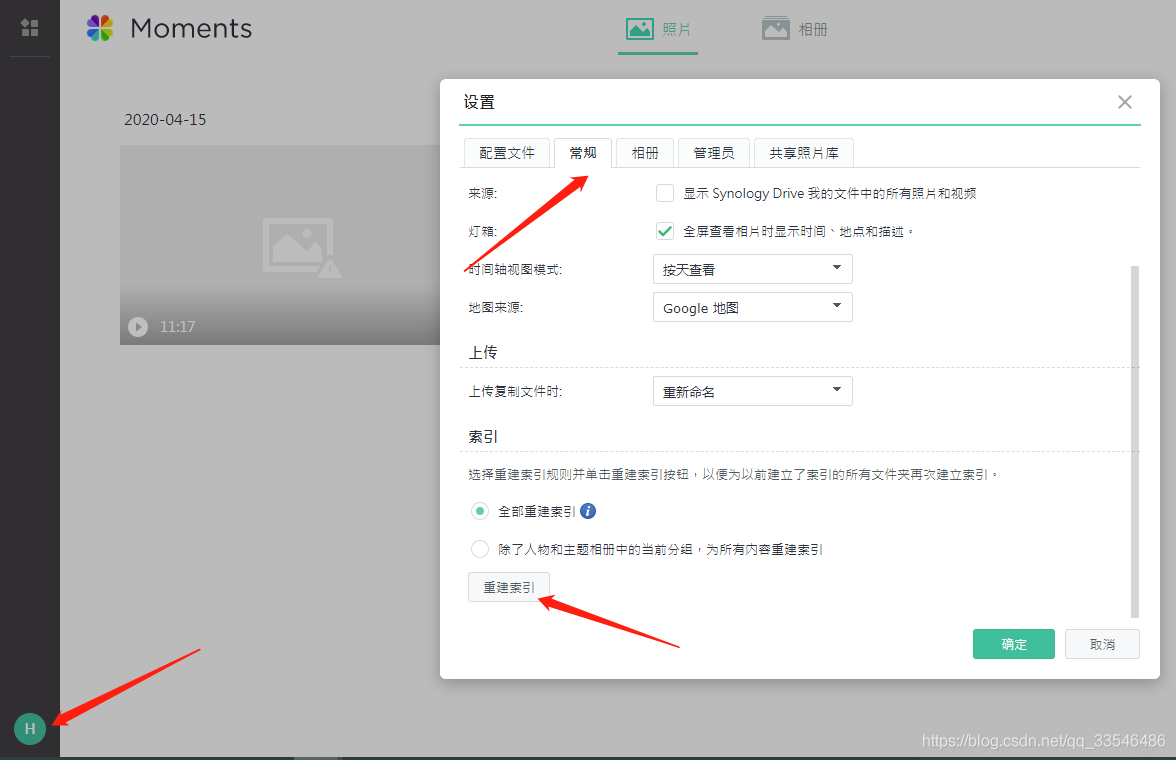 Moments
照片
相册
2020-04-15
11:17
设置
配置文件
常规
相册
管理员
共享照片库
来源:
显示 Synology Drive 我的文件中的所有照片和视频
灯箱:
全屏查看相片时显示时间、地点和描述。
时间轴视图模式:
按天查看
地图来源:
Google 地图
上传
上传复制文件时:
重新命名
索引
选择重建索引规则并单击重建索引按钮，以便为以前建立了索引的所有文件夹再次建立索引。
全部重建索引
除了人物和主题相册中的当前分组，为所有内容重建索引
重建索引
确定
取消
H
https://blog.csdn.net/qq_33546486